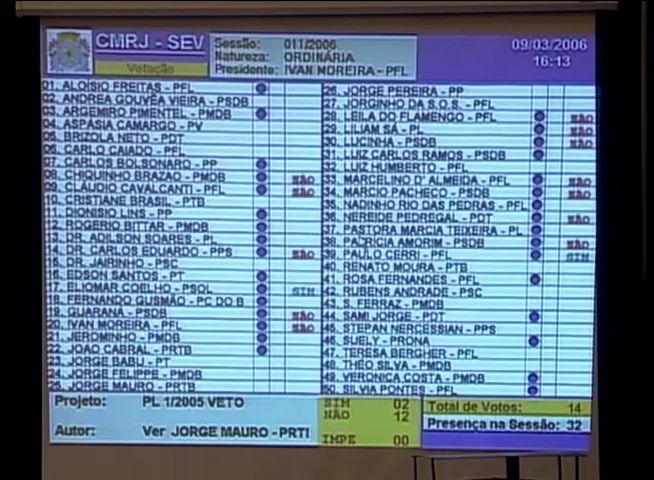 CMRJ - SEV
Votação
Sessão: 011/2006
Natureza: ORDINÁRIA
Presidente: IVAN MOREIRA - PFL
09/03/2006
16:13
01. ALOÍSIO FREITAS - PFL
02. ANDREA GOUVÊA VIEIRA - PSDB
03. ARGEMIRO PIMENTEL - PMDB
04. ASPÁSIA CAMARGO - PV
05. BRIZOLA NETO - PDT
06. CARLO CAIADO - PFL
07. CARLOS BOLSONARO - PP
08. CHIQUINHO BRAZÃO - PMDB NÃO
09. CLÁUDIO CAVALCANTI - PFL NÃO
10. CRISTIANE BRASIL - PTB
11. DIONÍSIO LINS - PP
12. ROGERIO BITTAR - PMDB
13. DR. ADILSON SOARES - PL
14. DR. CARLOS EDUARDO - PPS NÃO
15. DR. JAIRINHO - PSC
16. EDSON SANTOS - PT
17. ELIOMAR COELHO - PSOL SIM
18. FERNANDO GUSMÃO - PC DO B
19. GUARANÁ - PSDB NÃO
20. IVAN MOREIRA - PFL NÃO
21. JEROMINHO - PMDB
22. JOÃO CABRAL - PRTB
JORGE BABU - PT
24. JORGE FELIPPE - PMDB
25. JORGE MAURO - PRTB
26. JORGE PEREIRA - PP
27. JORGINHO DA S.O.S. - PFL
28. LEILA DO FLAMENGO - PFL NÃO
29. LILIAM SÁ - PL NÃO
30. LUCINHA - PSDB NÃO
31. LUIZ CARLOS RAMOS - PSDB
32. LUIZ HUMBERTO - PFL
33. MARCELINO D' ALMEIDA - PFL NÃO
34. MARCIO PACHECO - PSDB NÃO
35. NADINHO RIO DAS PEDRAS - PFL
36. NEREIDE PEDREGAL - PDT NÃO
37. PASTORA MARCIA TEIXEIRA - PL
38. PATRÍCIA AMORIM - PSDB NÃO
39. PAULO CERRI - PFL SIM
40. RENATO MOURA - PTB
41. ROSA FERNANDES - PFL
42. RUBENS ANDRADE - PSC
43. S. FERRAZ - PMDB
44. SAMI JORGE - PDT
45. STEPAN NERCESSIAN - PPS
46. SUELY - PRONA
47. TERESA BERGHER - PFL
48. THÉO SILVA - PMDB
49. VERÔNICA COSTA - PMDB
50. SILVIA PONTES - PFL
Projeto: PL 1/2005 VETO
Autor: Ver JORGE MAURO - PRTI
SIM 02
NÃO 12
IMPE 00
Total de Votos: 14
Presença na Sessão: 32